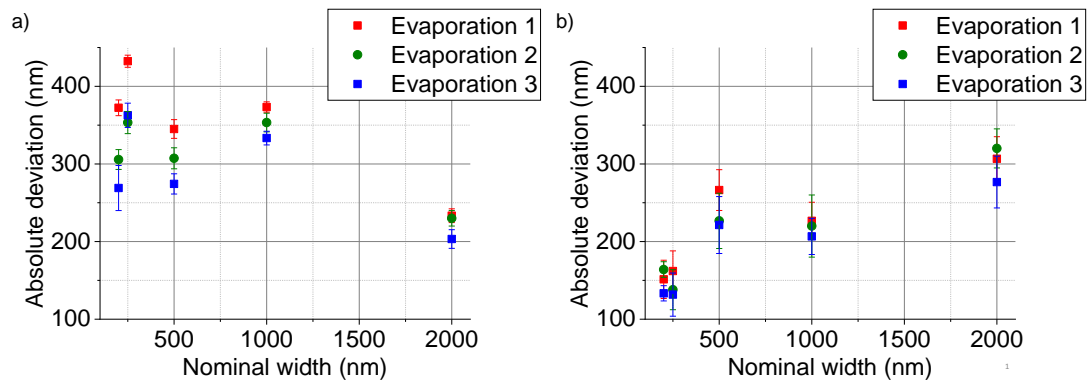 a)
Evaporation 1
Evaporation 2
Evaporation 3
400
300
200
100
Absolute deviation (nm)
500
1000
1500
2000
Nominal width (nm)
b)
Evaporation 1
Evaporation 2
Evaporation 3
400
300
200
100
Absolute deviation (nm)
500
1000
1500
2000
Nominal width (nm)
1